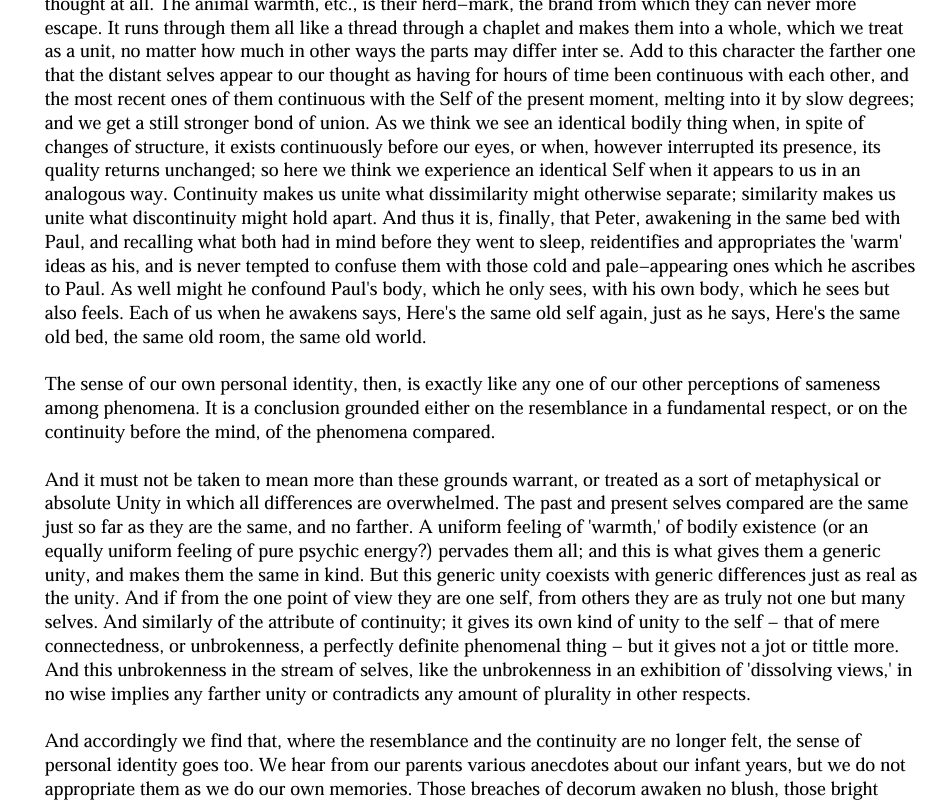 thought at all. The animal warmth, etc., is their herd–mark, the brand from which they can never more
escape. It runs through them all like a thread through a chaplet and makes them into a whole, which we treat
as a unit, no matter how much in other ways the parts may differ inter se. Add to this character the farther one
that the distant selves appear to our thought as having for hours of time been continuous with each other, and
the most recent ones of them continuous with the Self of the present moment, melting into it by slow degrees;
and we get a still stronger bond of union. As we think we see an identical bodily thing when, in spite of
changes of structure, it exists continuously before our eyes, or when, however interrupted its presence, its
quality returns unchanged; so here we think we experience an identical Self when it appears to us in an
analogous way. Continuity makes us unite what dissimilarity might otherwise separate; similarity makes us
unite what discontinuity might hold apart. And thus it is, finally, that Peter, awakening in the same bed with
Paul, and recalling what both had in mind before they went to sleep, reidentifies and appropriates the 'warm'
ideas as his, and is never tempted to confuse them with those cold and pale–appearing ones which he ascribes
to Paul. As well might he confound Paul's body, which he only sees, with his own body, which he sees but
also feels. Each of us when he awakens says, Here's the same old self again, just as he says, Here's the same
old bed, the same old room, the same old world.
The sense of our own personal identity, then, is exactly like any one of our other perceptions of sameness
among phenomena. It is a conclusion grounded either on the resemblance in a fundamental respect, or on the
continuity before the mind, of the phenomena compared.
And it must not be taken to mean more than these grounds warrant, or treated as a sort of metaphysical or
absolute Unity in which all differences are overwhelmed. The past and present selves compared are the same
just so far as they are the same, and no farther. A uniform feeling of 'warmth,' of bodily existence (or an
equally uniform feeling of pure psychic energy?) pervades them all; and this is what gives them a generic
unity, and makes them the same in kind. But this generic unity coexists with generic differences just as real as
the unity. And if from the one point of view they are one self, from others they are as truly not one but many
selves. And similarly of the attribute of continuity; it gives its own kind of unity to the self – that of mere
connectedness, or unbrokenness, a perfectly definite phenomenal thing – but it gives not a jot or tittle more.
And this unbrokenness in the stream of selves, like the unbrokenness in an exhibition of 'dissolving views,' in
no wise implies any farther unity or contradicts any amount of plurality in other respects.
And accordingly we find that, where the resemblance and the continuity are no longer felt, the sense of
personal identity goes too. We hear from our parents various anecdotes about our infant years, but we do not
appropriate them as we do our own memories. Those breaches of decorum awaken no blush, those bright